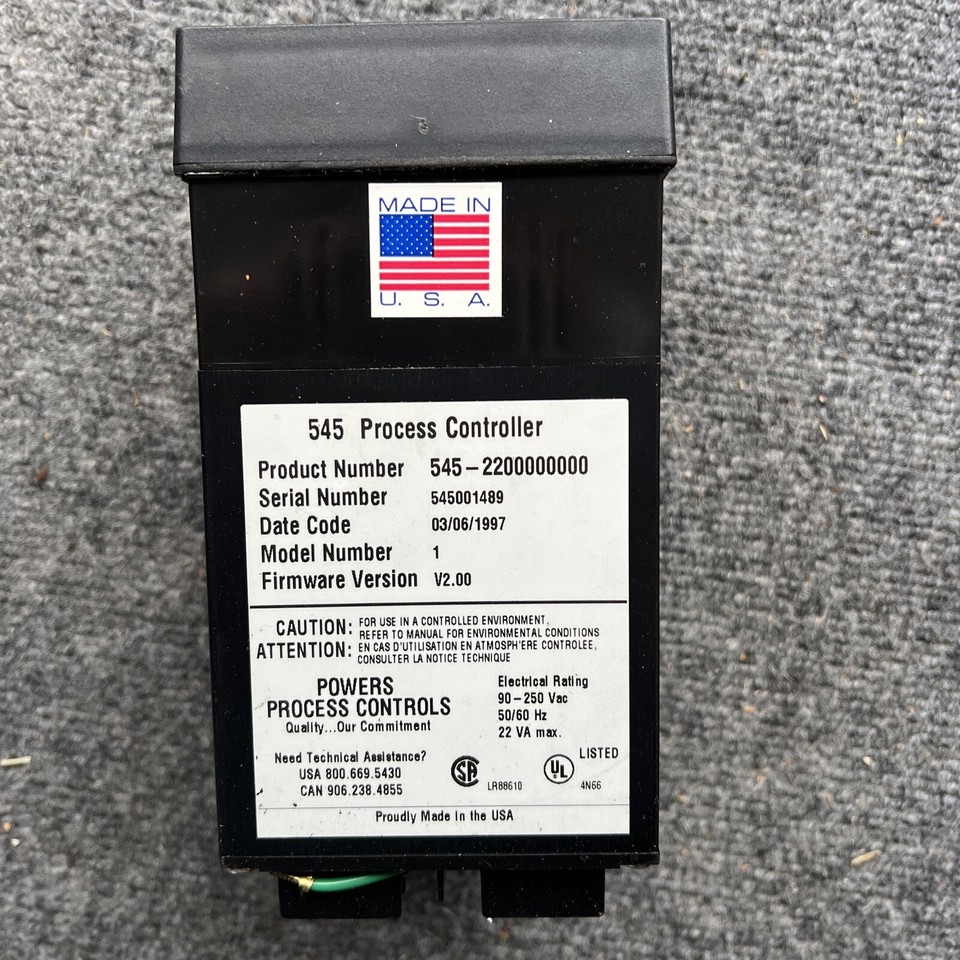 MADE IN
U. S. A.
545 Process Controller
Product Number 545-2200000000
Serial Number 545001489
Date Code 03/06/1997
Model Number 1
Firmware Version V2.00
CAUTION: FOR USE IN A CONTROLLED ENVIRONMENT,
REFER TO MANUAL FOR ENVIRONMENTAL CONDITIONS
ATTENTION: EN CAS D'UTILISATION EN ATMOSPH'ERE CONTROLEE,
CONSULTER LA NOTICE TECHNIQUE
POWERS
PROCESS CONTROLS
Quality...Our Commitment
Electrical Rating
90-250 Vac
50/60 Hz
22 VA max.
Need Technical Assistance?
USA 800.669.5430
CAN 906.238.4855
SA
LR88610
UL
LISTED
4N66
Proudly Made in the USA